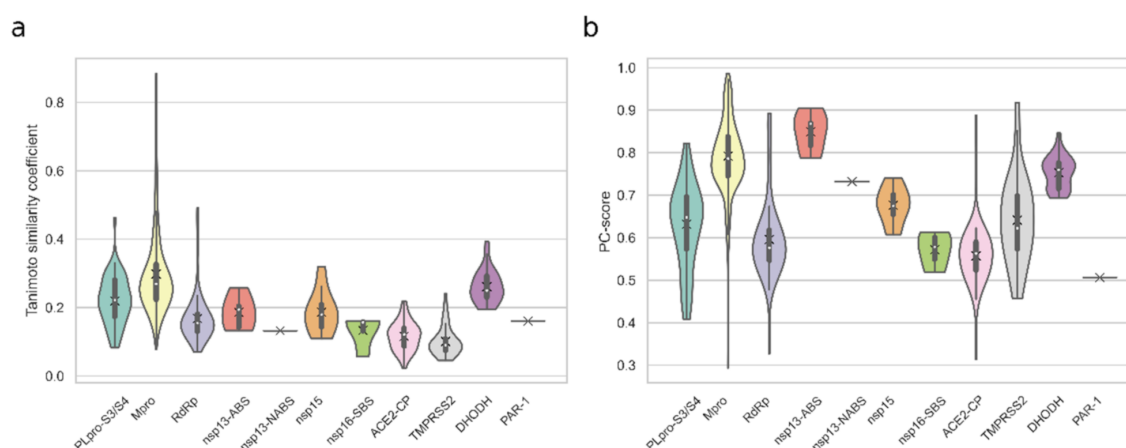 a
b
Tanimoto similarity coefficient
0.8
0.6
0.4
0.2
0.0
PLpro-S3/S4
Mpro
RdRp
nsp13-ABS
nsp13-NABS
nsp15
nsp16-SBS
ACE2-CP
TMPRSS2
DHODH
PAR-1
PC-score
1.0
0.9
0.8
0.7
0.6
0.5
0.4
0.3
PLpro-S3/S4
Mpro
RdRp
nsp13-ABS
nsp13-NABS
nsp15
nsp16-SBS
ACE2-CP
TMPRSS2
DHODH
PAR-1